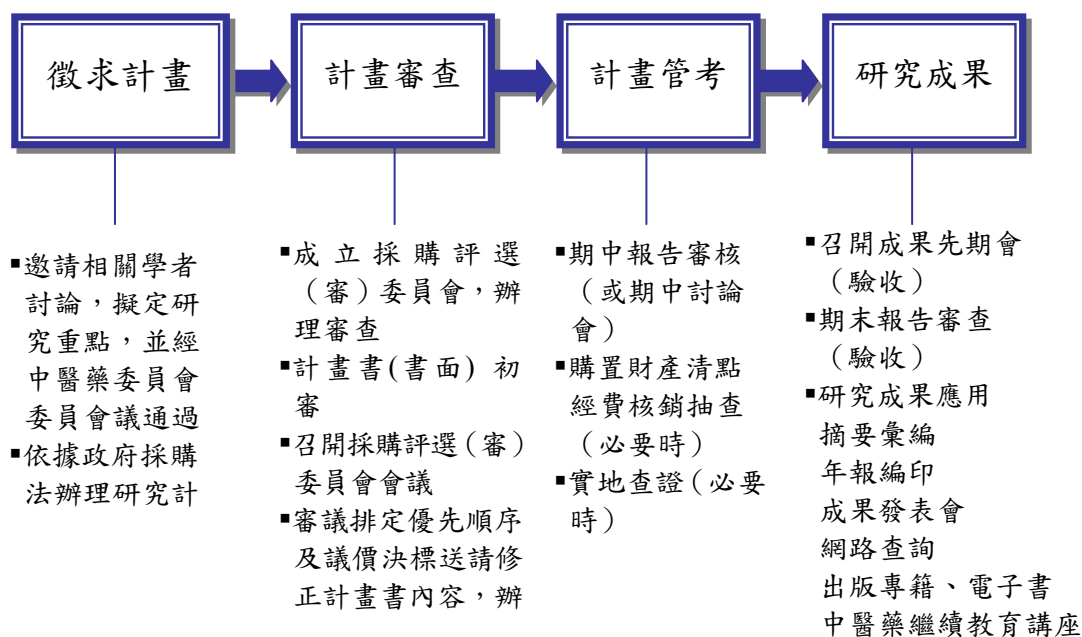 徵求計畫
計畫審查
計畫管考
研究成果
▪邀請相關學者
討論，擬定研
究重點，並經
中醫藥委員會
委員會議通過
▪依據政府採購
法辦理研究計
▪成立採購評選
（審）委員會，辦
理審查
▪計畫書(書面) 初
審
▪召開採購評選（審）
委員會會議
▪審議排定優先順序
及議價決標送請修
正計畫書內容，辦
▪期中報告審核
（或期中討論
會）
▪購置財產清點
經費核銷抽查
（必要時）
▪實地查證（必要
時）
▪召開成果先期會
（驗收）
▪期末報告審查
（驗收）
▪研究成果應用
摘要彙編
年報編印
成果發表會
網路查詢
出版專籍、電子書
中醫藥繼續教育講座